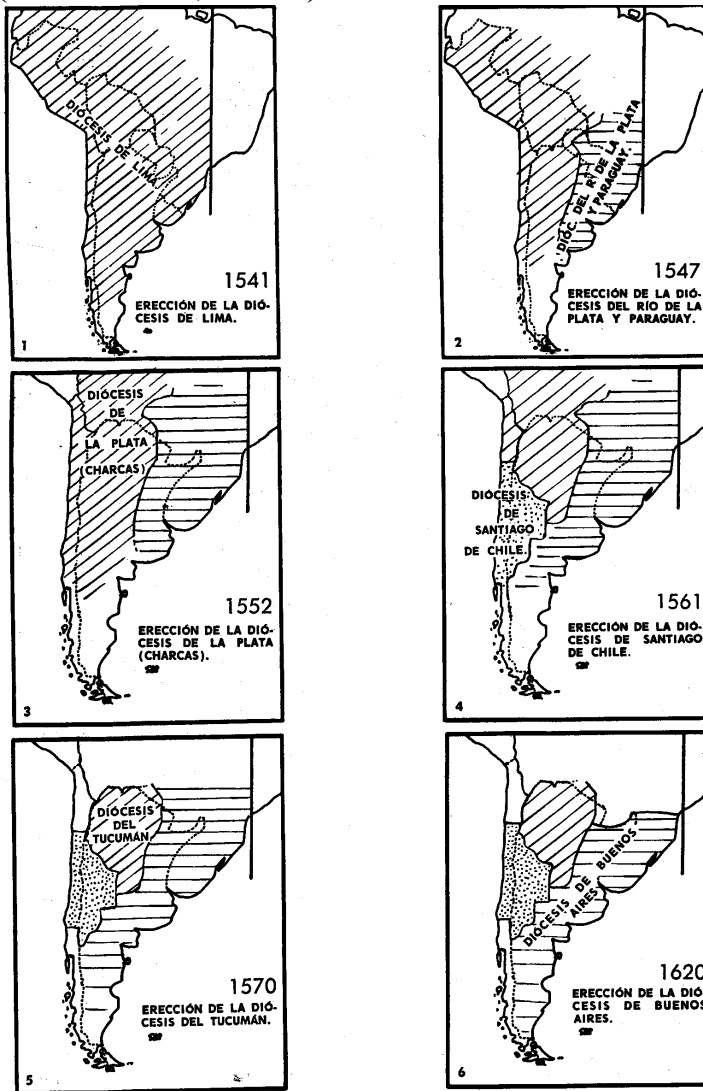 DIÓCESIS DE LIMA
1541
ERECCIÓN DE LA DIÓ-
CESIS DE LIMA.
1
DIÓC. DEL RÍO DE LA PLATA
Y PARAGUAY.
1547
ERECCIÓN DE LA DIÓ-
CESIS DEL RÍO DE LA
PLATA Y PARAGUAY.
2
DIÓCESIS
DE
LA PLATA
(CHARCAS)
1552
ERECCIÓN DE LA DIÓ-
CESIS DE LA PLATA
(CHARCAS).
3
DIÓCESIS
DE
SANTIAGO
DE CHILE.
1561
ERECCIÓN DE LA DIÓ-
CESIS DE SANTIAGO
DE CHILE.
4
DIÓCESIS
DEL
TUCUMÁN
1570
ERECCIÓN DE LA DIÓ-
CESIS DEL TUCUMÁN.
5
DIÓCESIS DE BUENOS
AIRES
1620
ERECCIÓN DE LA DIÓ-
CESIS DE BUENOS
AIRES.
6